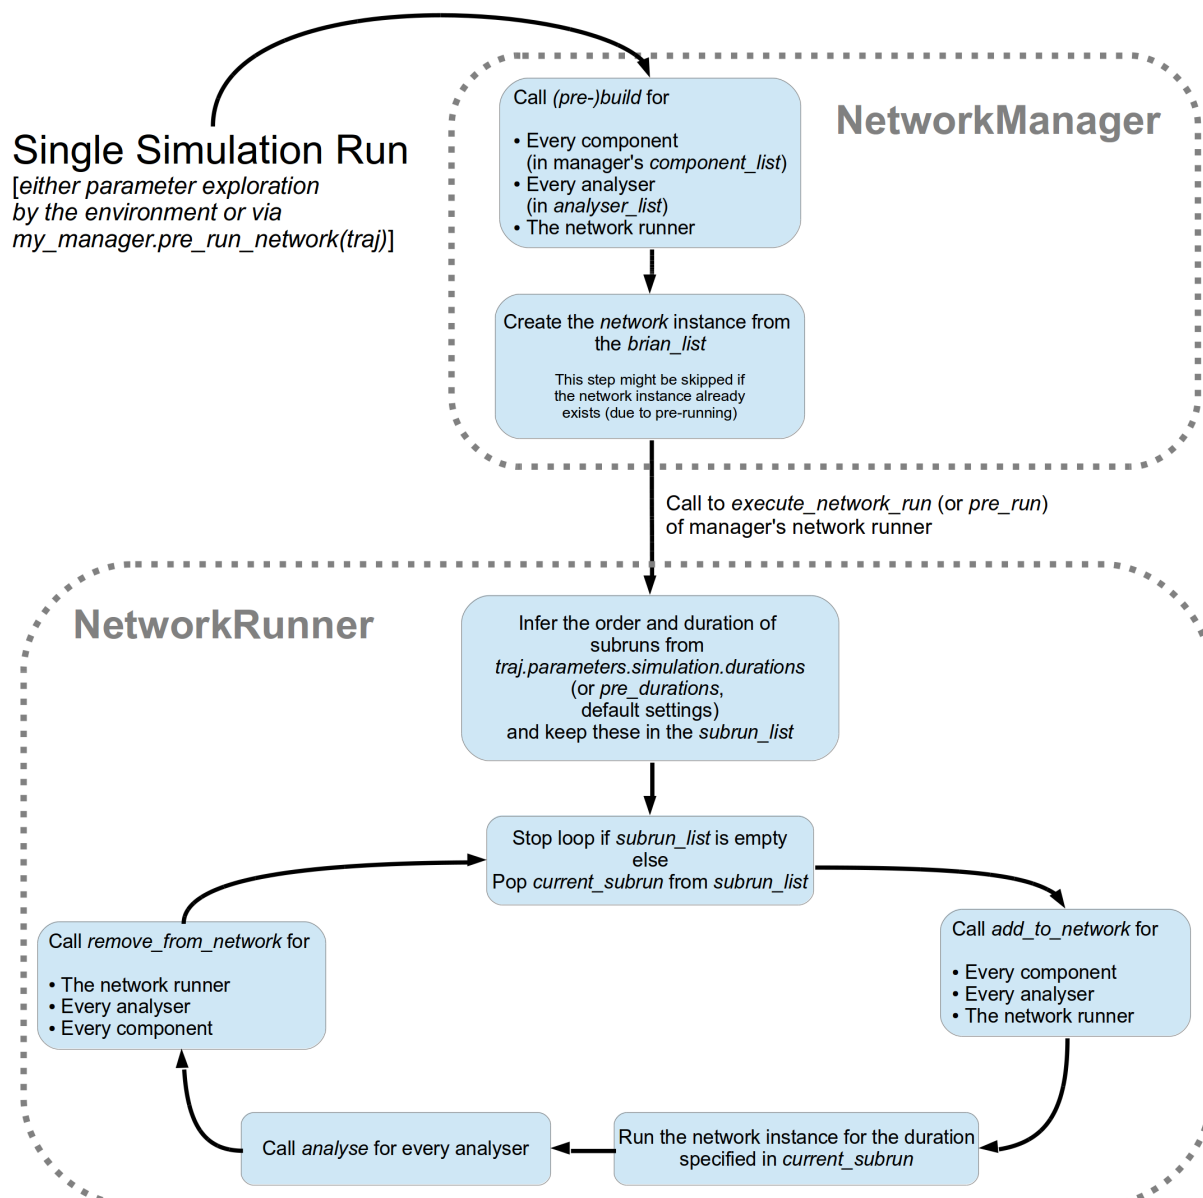 Single Simulation Run
[either parameter exploration
by the environment or via
my_manager.pre_run_network(traj)]
NetworkManager
Call (pre-)build for
• Every component
(in manager's component_list)
• Every analyser
(in analyser_list)
• The network runner
Create the network instance from
the brian_list
This step might be skipped if
the network instance already
exists (due to pre-running)
Call to execute_network_run (or pre_run)
of manager's network runner
NetworkRunner
Infer the order and duration of
subruns from
traj.parameters.simulation.durations
(or pre_durations,
default settings)
and keep these in the subrun_list
Stop loop if subrun_list is empty
else
Pop current_subrun from subrun_list
Call add_to_network for
• Every component
• Every analyser
• The network runner
Run the network instance for the duration
specified in current_subrun
Call analyse for every analyser
Call remove_from_network for
• The network runner
• Every analyser
• Every component